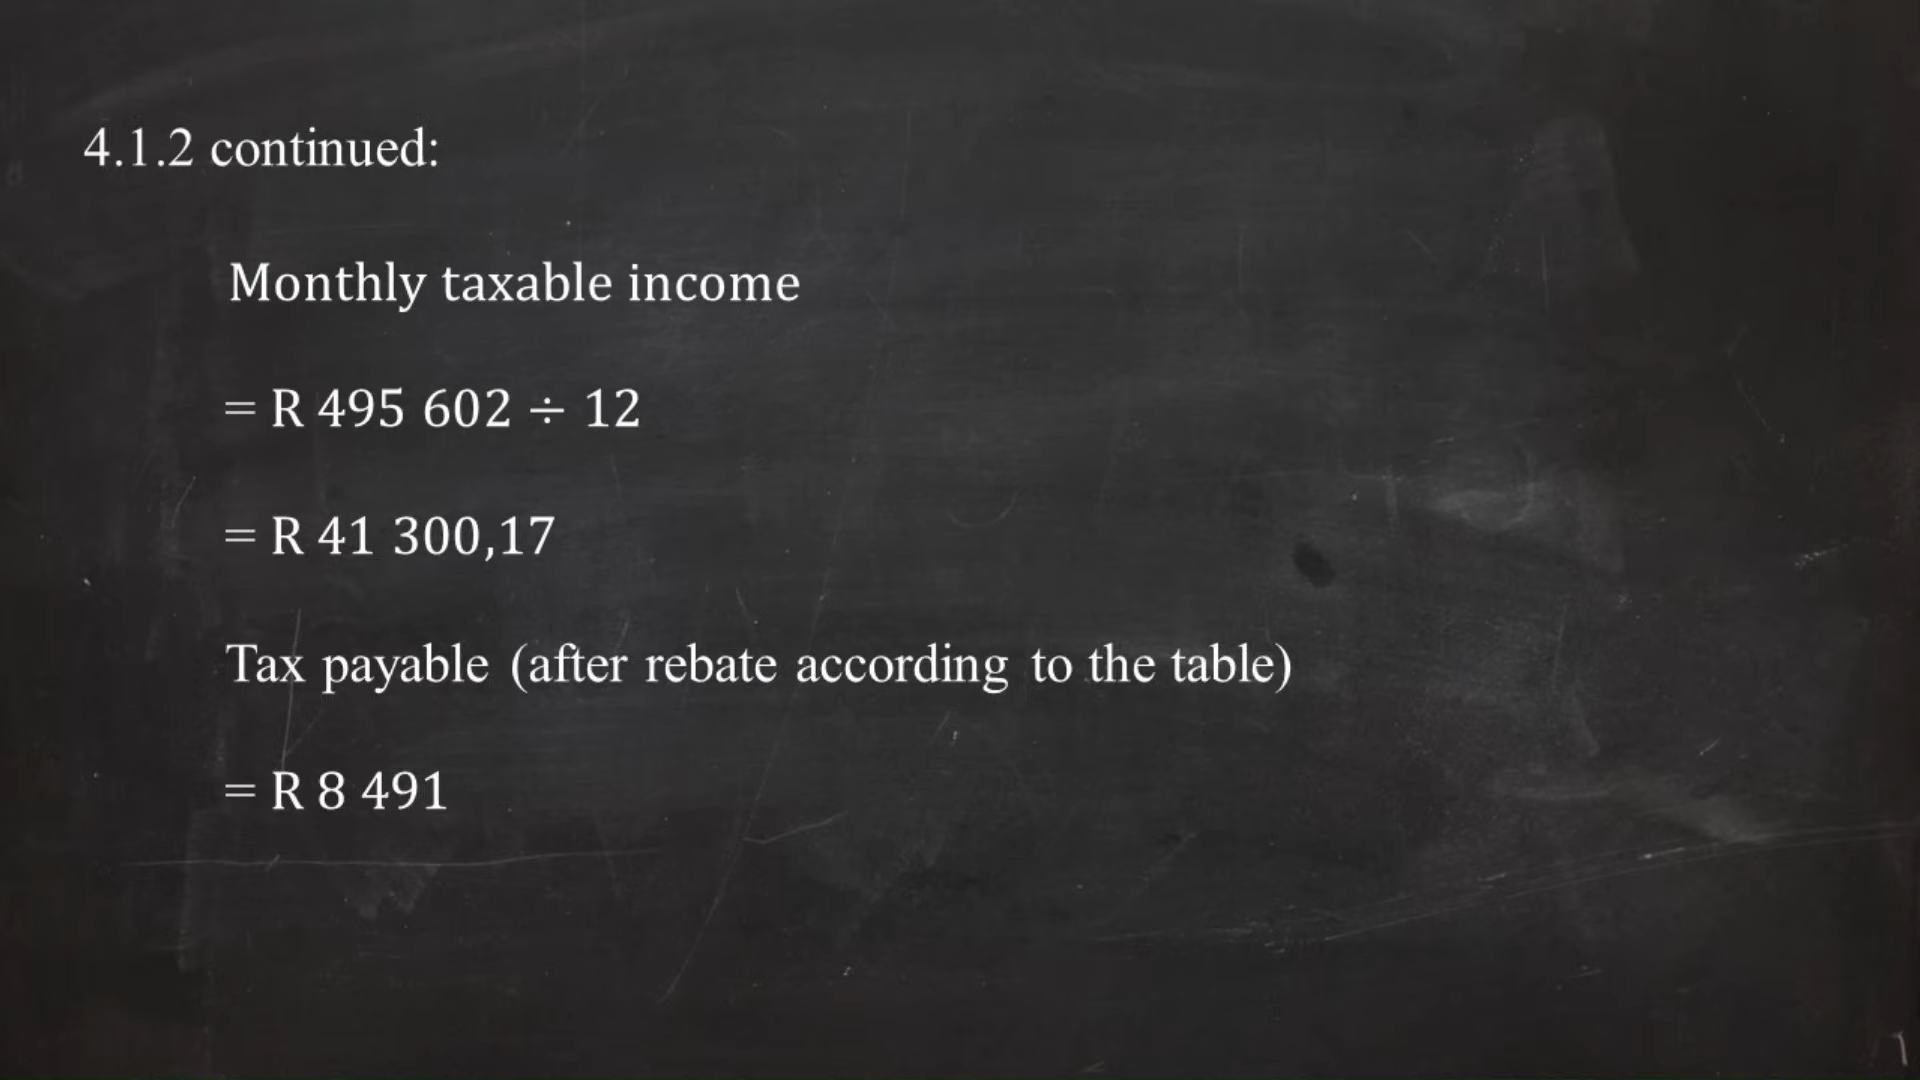 4.1.2 continued:
Monthly taxable income
= R 495 602 ÷ 12
= R 41 300,17
Tax payable (after rebate according to the table)
= R 8 491